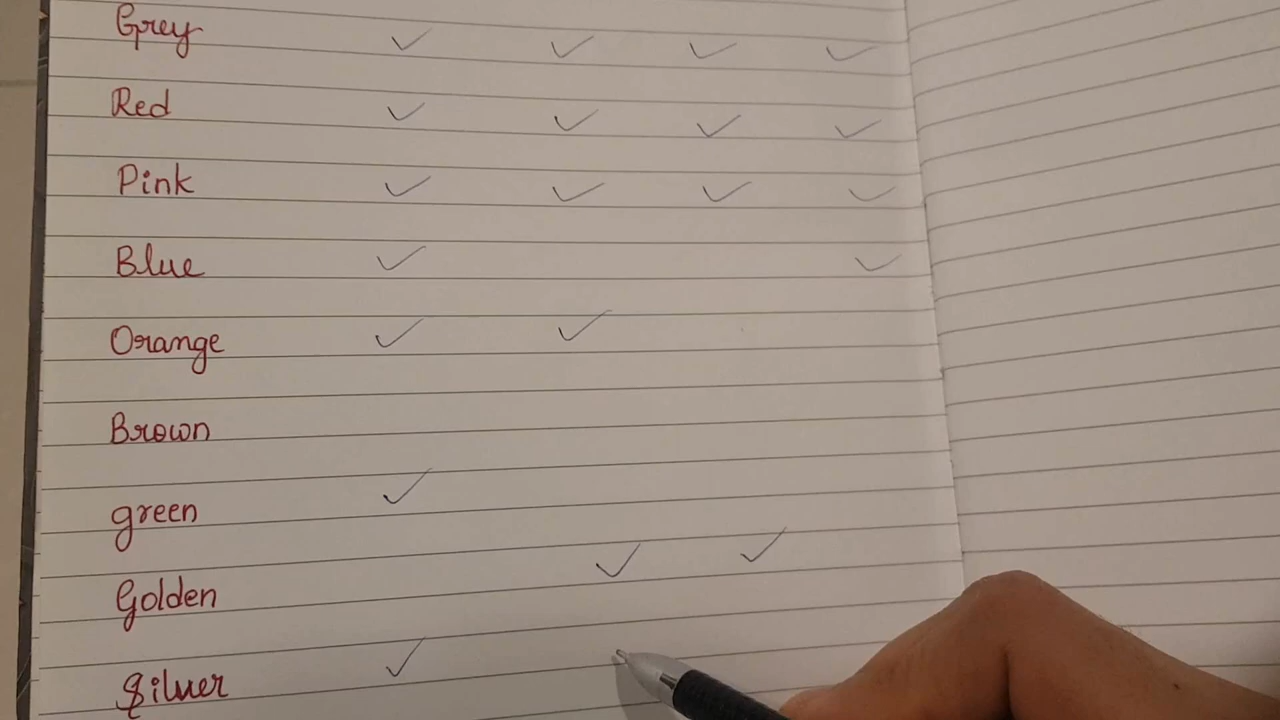 Grey ✓ ✓ ✓ ✓
Red ✓ ✓ ✓ ✓
Pink ✓ ✓ ✓ ✓
Blue ✓ ✓
Orange ✓ ✓
Brown
green ✓
Golden ✓ ✓
Silver ✓